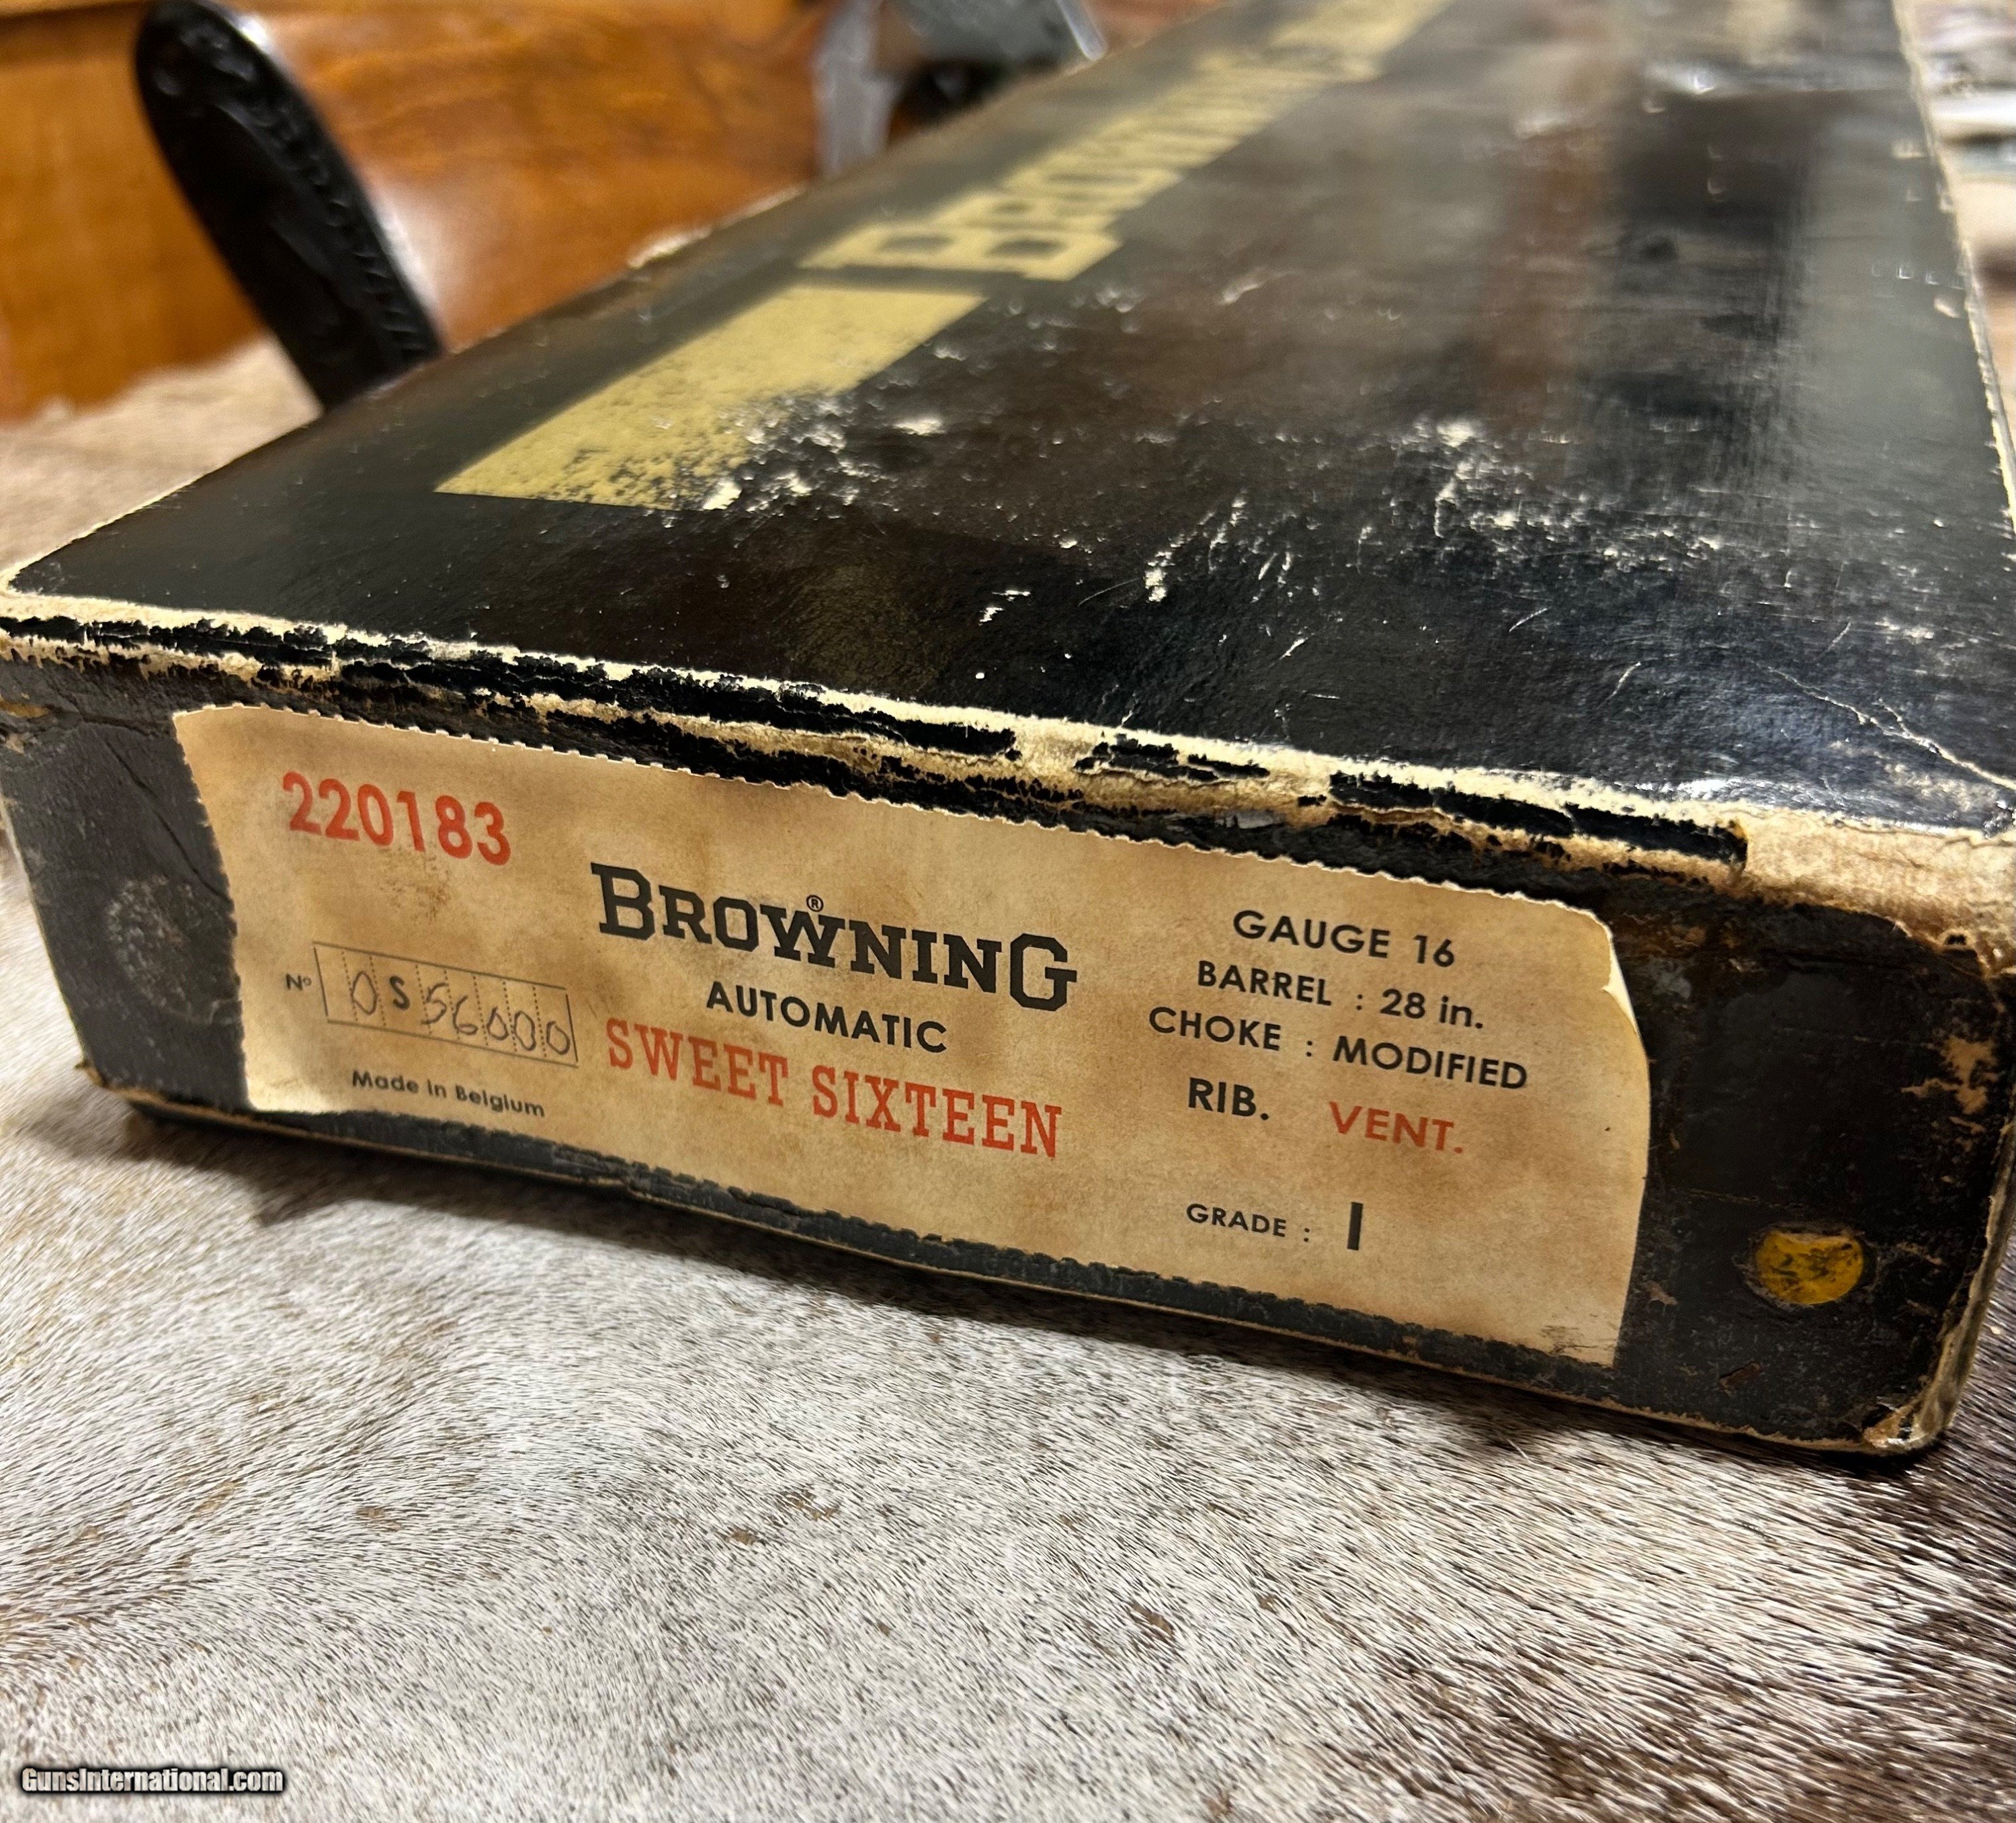 BROWNING
220183
BROWNING®
AUTOMATIC
SWEET SIXTEEN
Nº 0S56000
Made in Belgium
GAUGE 16
BARREL : 28 in.
CHOKE : MODIFIED
RIB. VENT.
GRADE : I
GunsInternational.com